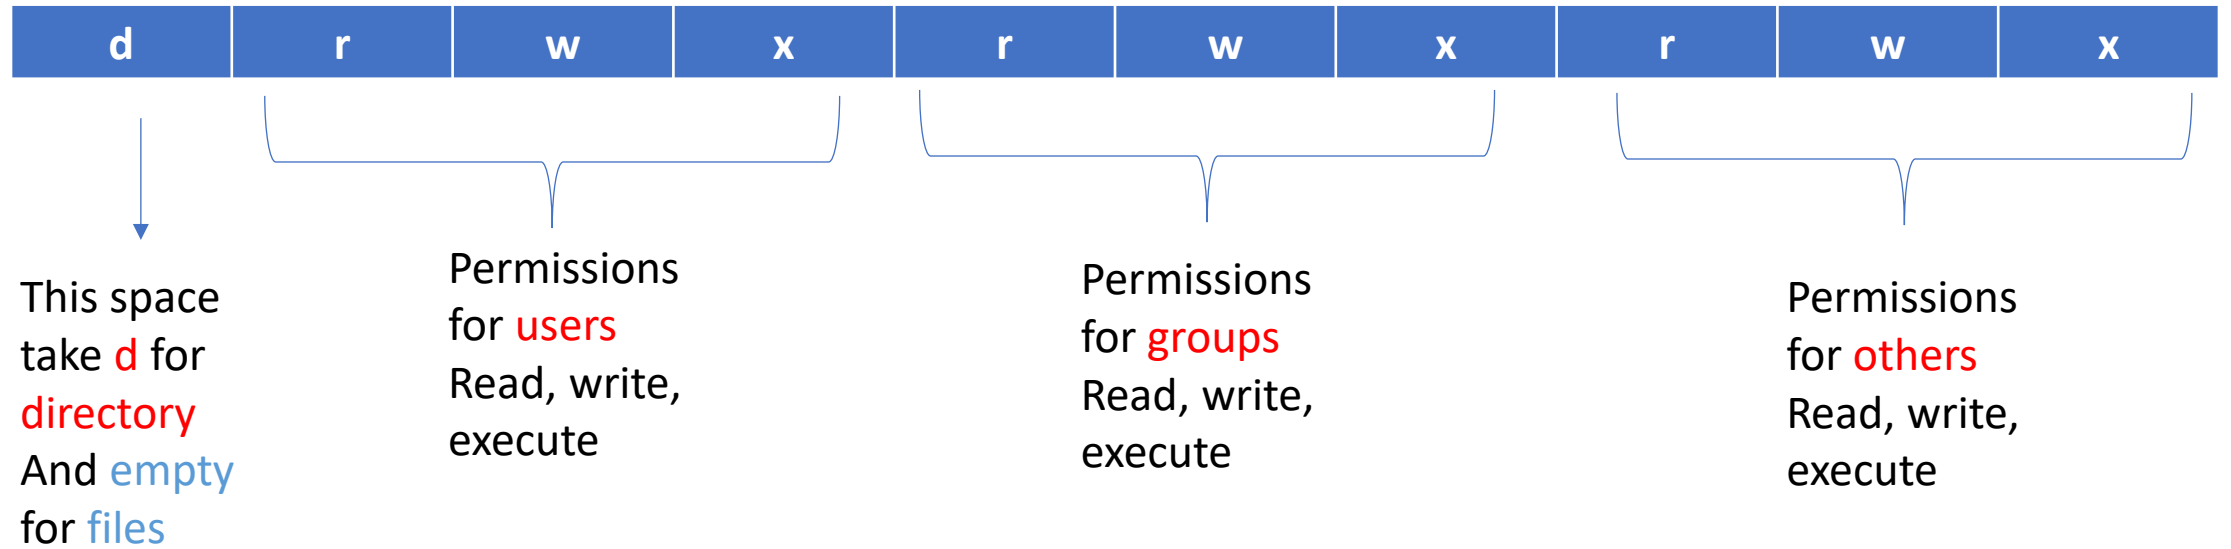 d r w x r w x r w x
This space
take d for
directory
And empty
for files
Permissions
for users
Read, write,
execute
Permissions
for groups
Read, write,
execute
Permissions
for others
Read, write,
execute